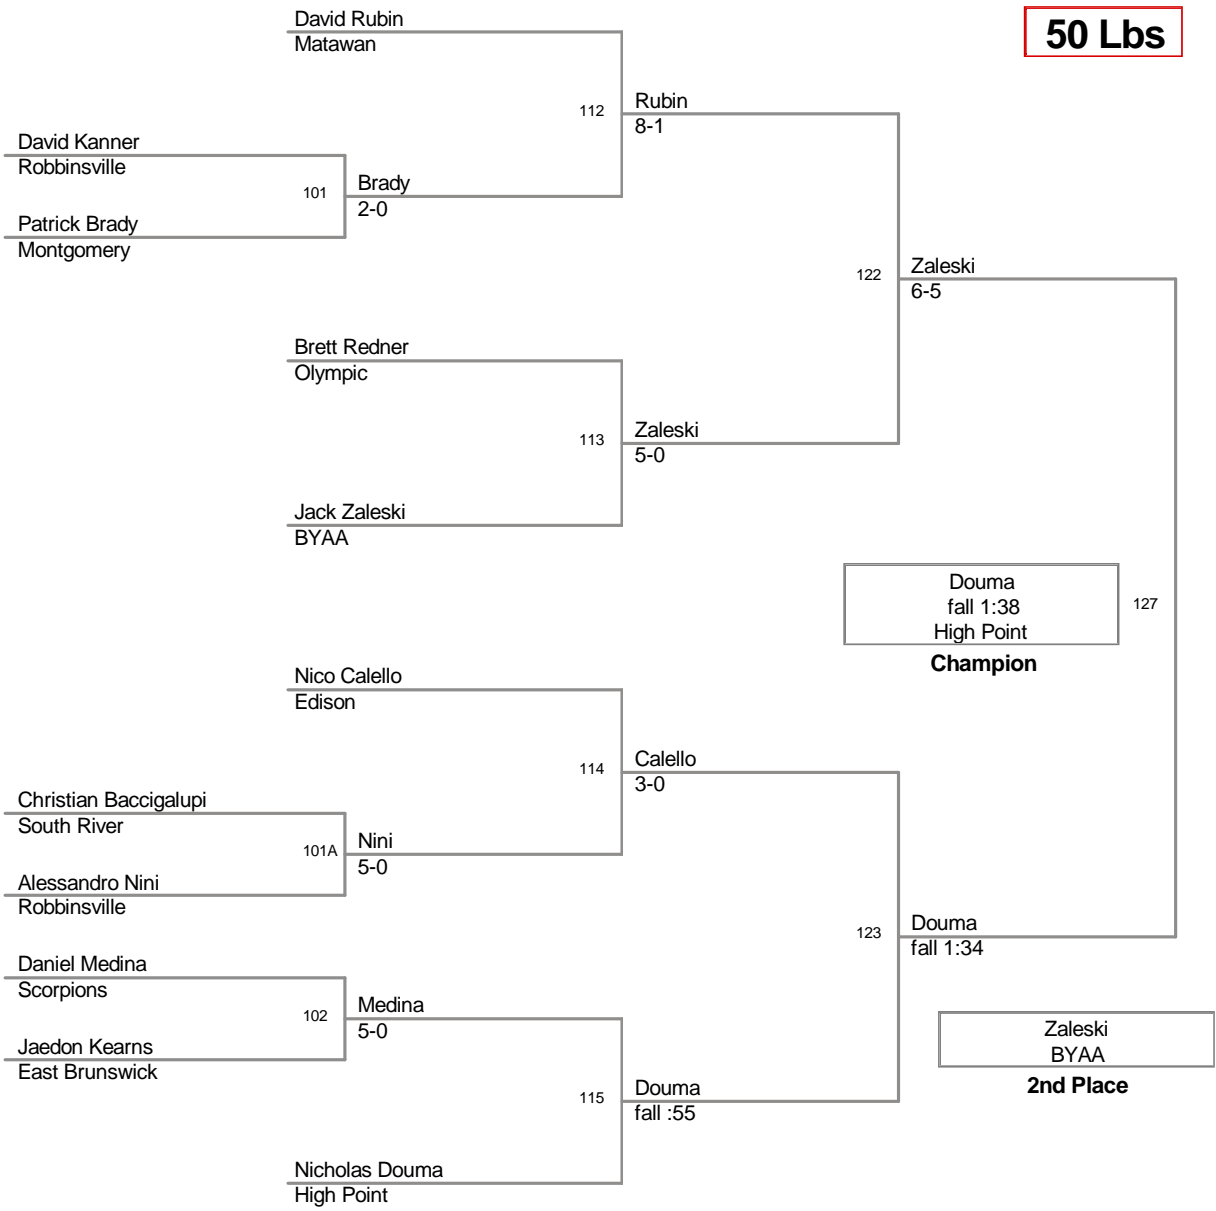 David Rubin
Matawan
50 Lbs
112
Rubin
8-1
David Kanner
Robbinsville
101
Brady
2-0
Patrick Brady
Montgomery
122
Zaleski
6-5
Brett Redner
Olympic
113
Zaleski
5-0
Jack Zaleski
BYAA
Douma
fall 1:38
High Point
127
Champion
Nico Calello
Edison
114
Calello
3-0
Christian Baccigalupi
South River
101A
Nini
5-0
Alessandro Nini
Robbinsville
123
Douma
fall 1:34
Daniel Medina
Scorpions
102
Medina
5-0
Jaedon Kearns
East Brunswick
Zaleski
BYAA
2nd Place
115
Douma
fall :55
Nicholas Douma
High Point